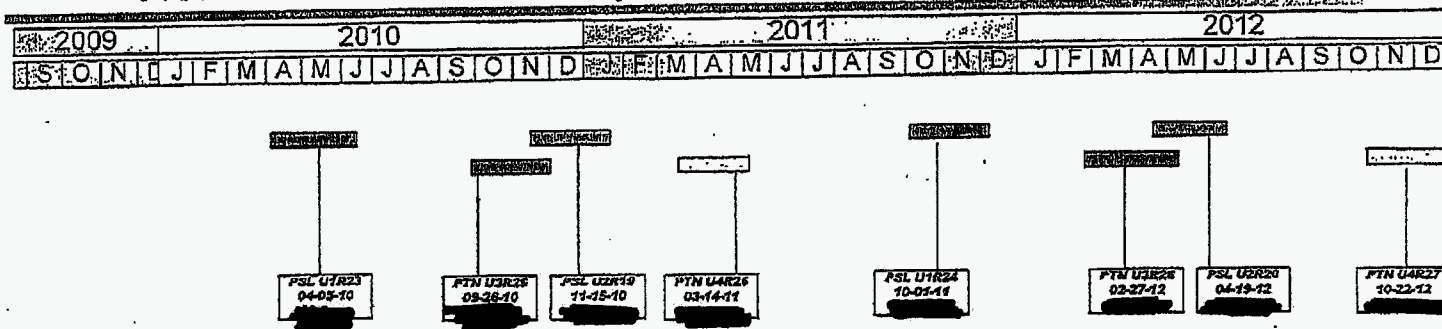 2009 2010 2011 2012
S O N D J F M A M J J A S O N D J F M A M J J A S O N D J F M A M J J A S O N D
PSL U1R23 PTN U3R25 PSL U2R19 PTN U4R26 PSL U1R24 PTN U3R26 PSL U2R20 PTN U4R27
04-05-10 09-26-10 11-15-10 03-14-11 10-01-11 02-27-12 04-19-12 10-22-12